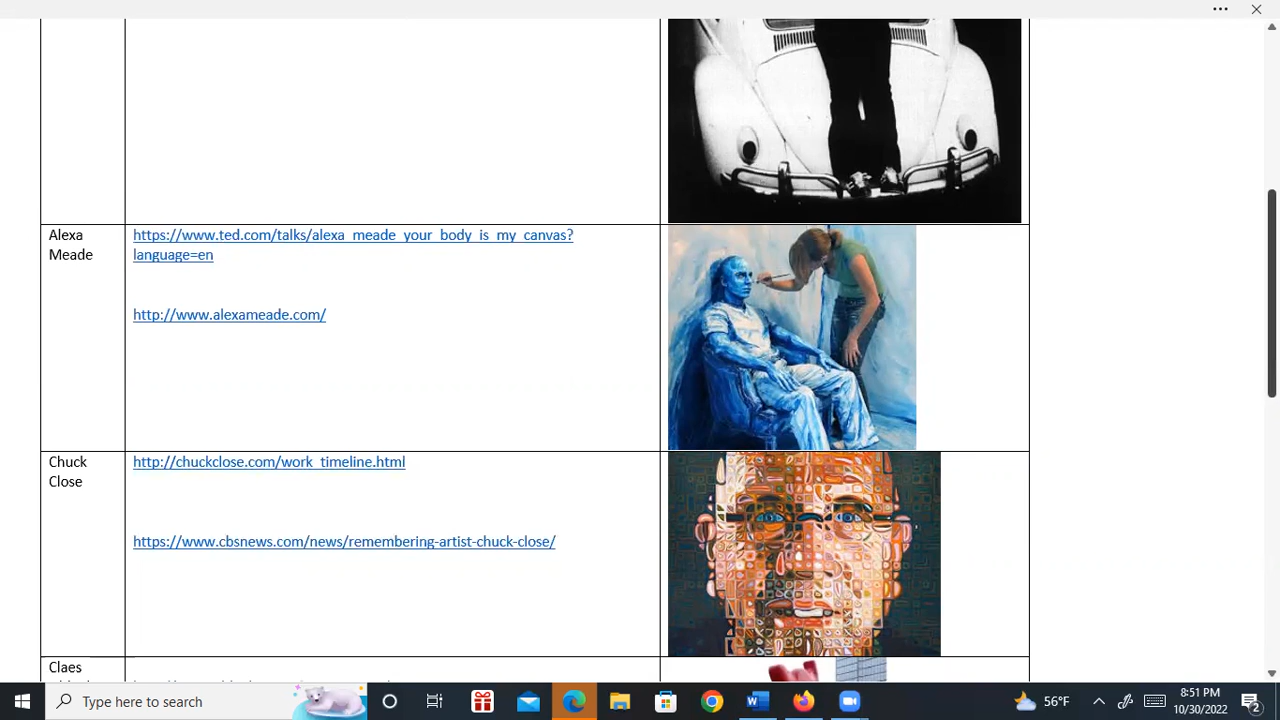 Alexa
Meade
https://www.ted.com/talks/alexa_meade_your_body_is_my_canvas?
language=en
http://www.alexameade.com/
Chuck
Close
http://chuckclose.com/work_timeline.html
https://www.cbsnews.com/news/remembering-artist-chuck-close/
Claes
Type here to search
56°F
8:51 PM
10/30/2022
2